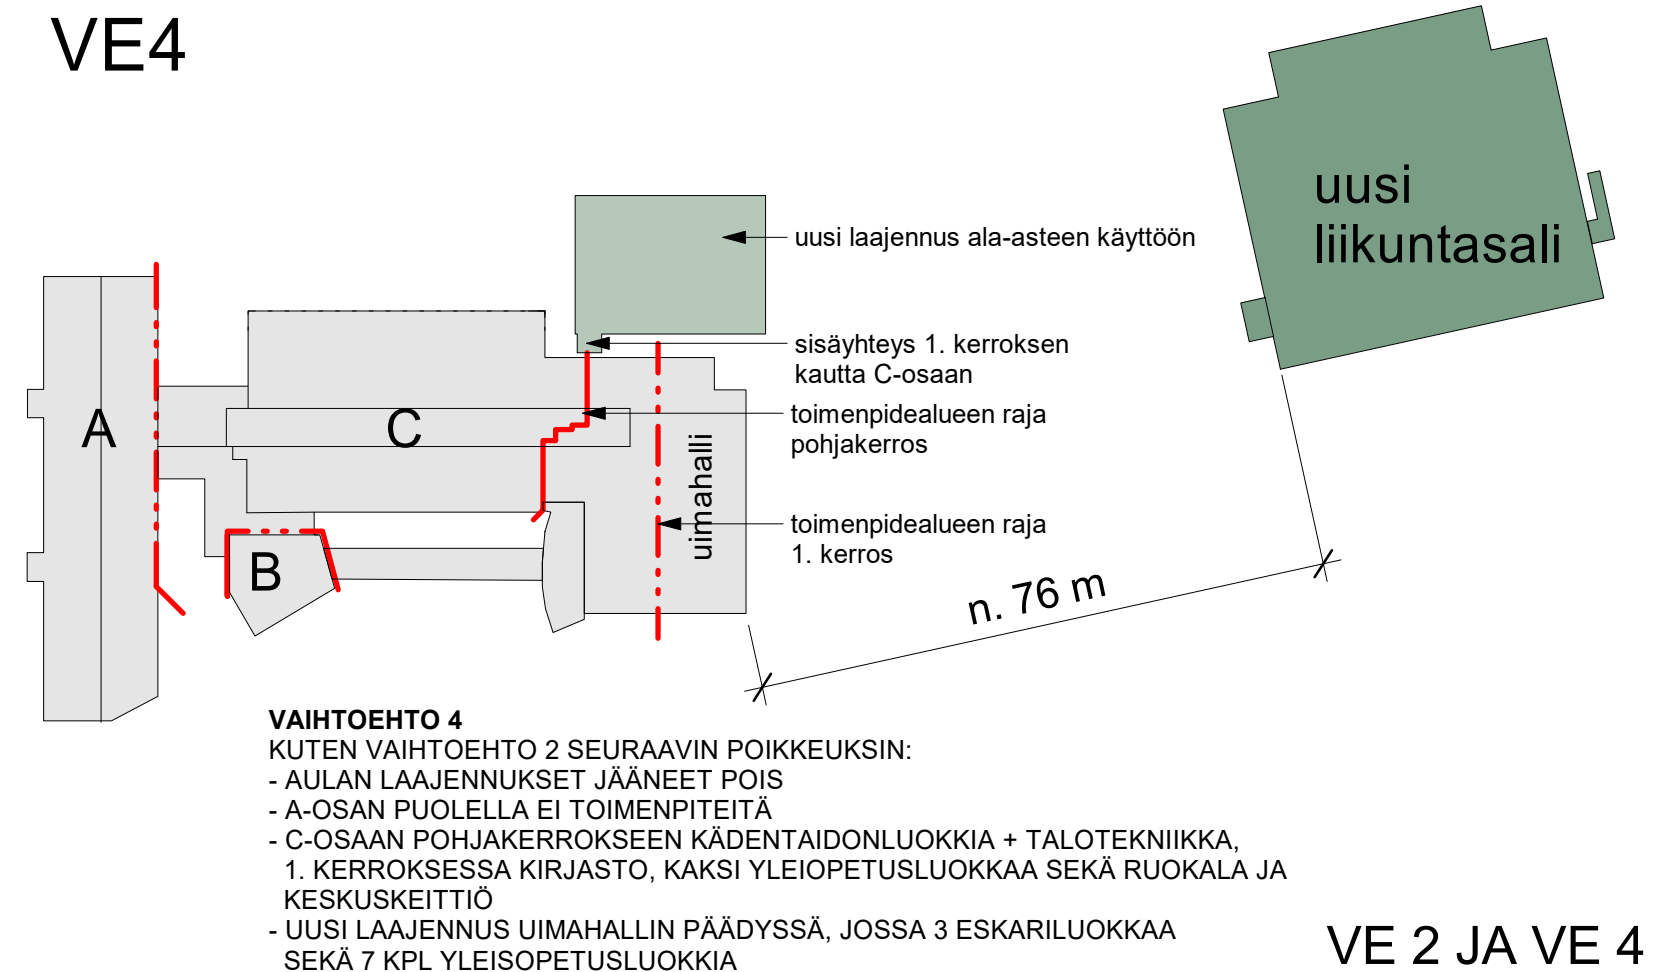 VE4
uusi
liikuntasali
uusi laajennus ala-asteen käyttöön
sisäyhteys 1. kerroksen
kautta C-osaan
toimenpidealueen raja
pohjakerros
A
C
uimahalli
toimenpidealueen raja
1. kerros
B
n. 76 m
VAIHTOEHTO 4
KUTEN VAIHTOEHTO 2 SEURAAVIN POIKKEUKSIN:
- AULAN LAAJENNUKSET JÄÄNEET POIS
- A-OSAN PUOLELLA EI TOIMENPITEITÄ
- C-OSAAN POHJAKERROKSEEN KÄDENTAIDONLUOKKIA + TALOTEKNIIKKA,
1. KERROKSESSA KIRJASTO, KAKSI YLEIOPETUSLUOKKAA SEKÄ RUOKALA JA
KESKUSKEITTIÖ
- UUSI LAAJENNUS UIMAHALLIN PÄÄDYSSÄ, JOSSA 3 ESKARILUOKKAA
SEKÄ 7 KPL YLEISOPETUSLUOKKIA
VE 2 JA VE 4